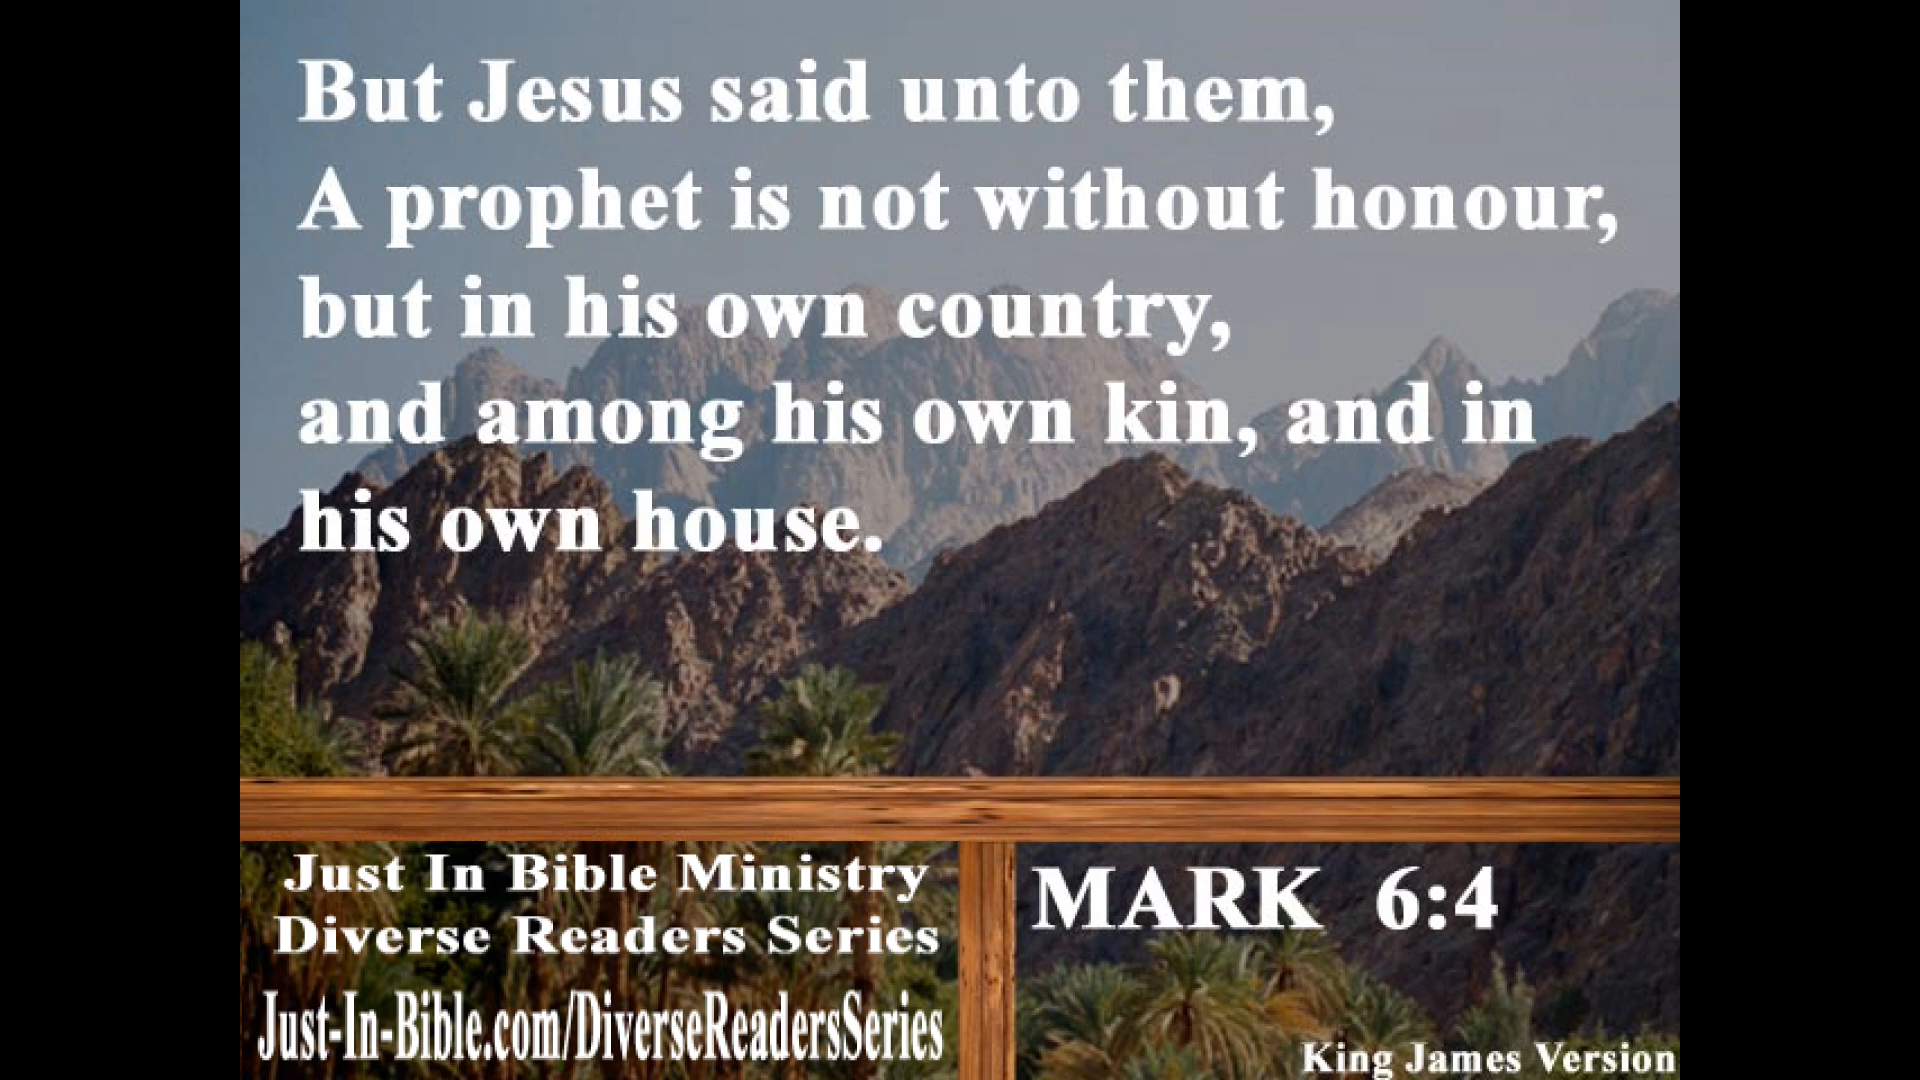 But Jesus said unto them,
A prophet is not without honour,
but in his own country,
and among his own kin, and in
his own house.
Just In Bible Ministry
Diverse Readers Series
Just-In-Bible.com/DiverseReadersSeries
MARK 6:4
King James Version